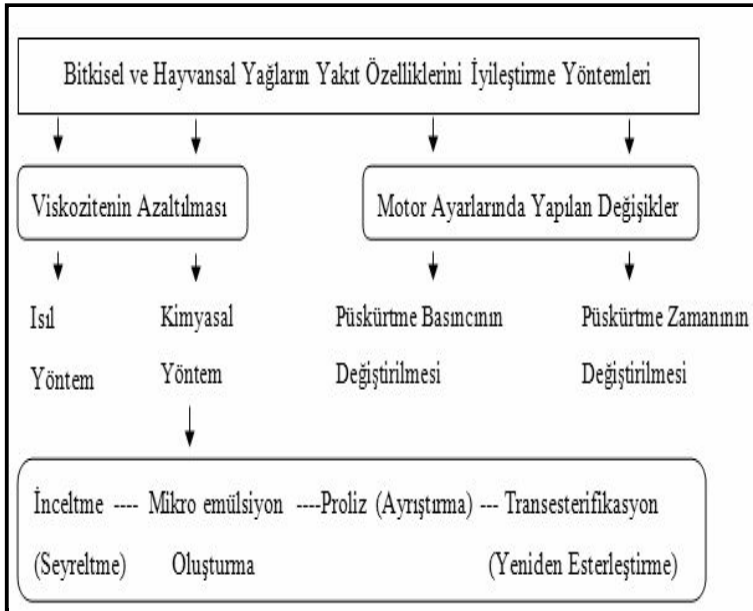 Bitkisel ve Hayvansal Yağların Yakıt Özelliklerini İyileştirme Yöntemleri
Viskozitenin Azaltılması
Motor Ayarlarında Yapılan Değişikler
Isıl
Yöntem
Kimyasal
Yöntem
Püskürtme Basıncının
Değiştirilmesi
Püskürtme Zamanının
Değiştirilmesi
İnceltme ---- Mikro emülsiyon ----Proliz (Ayrıştırma) --- Transesterifikasyon
(Seyreltme) Oluşturma (Yeniden Esterleştirme)